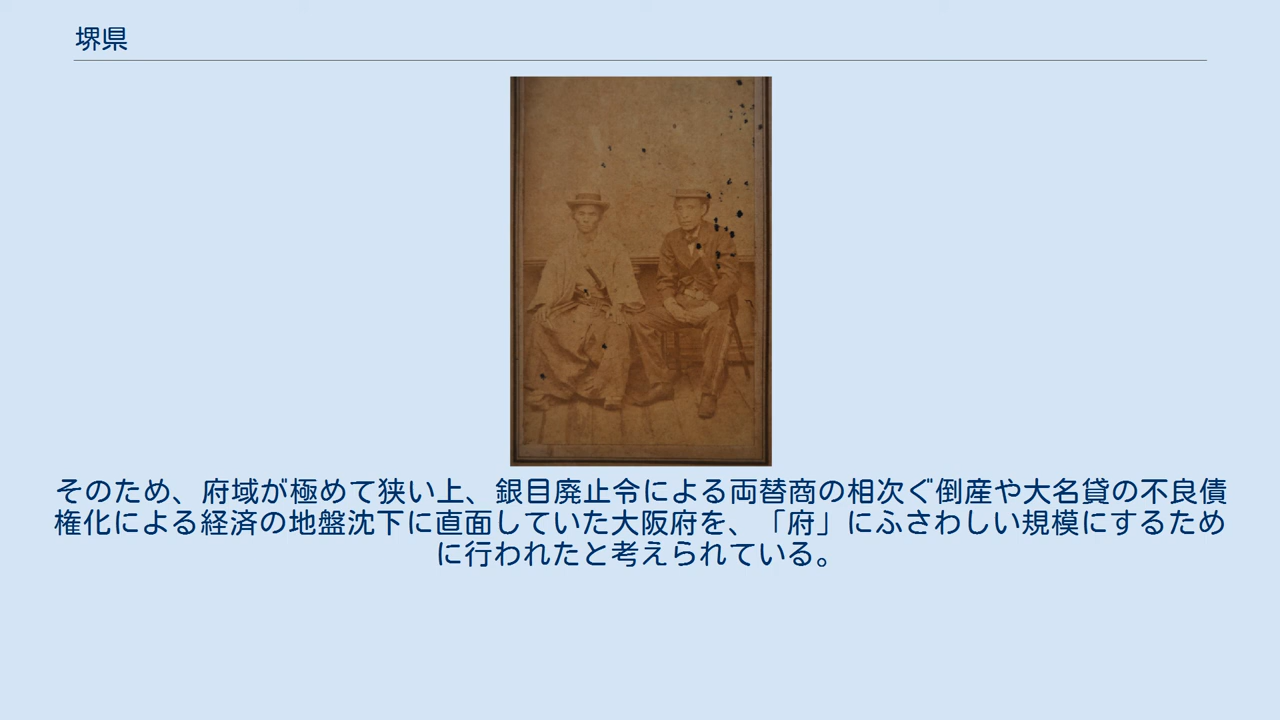 堺県
そのため、府域が極めて狭い上、銀目廃止令による両替商の相次ぐ倒産や大名貸の不良債
権化による経済の地盤沈下に直面していた大阪府を、「府」にふさわしい規模にするため
に行われたと考えられている。